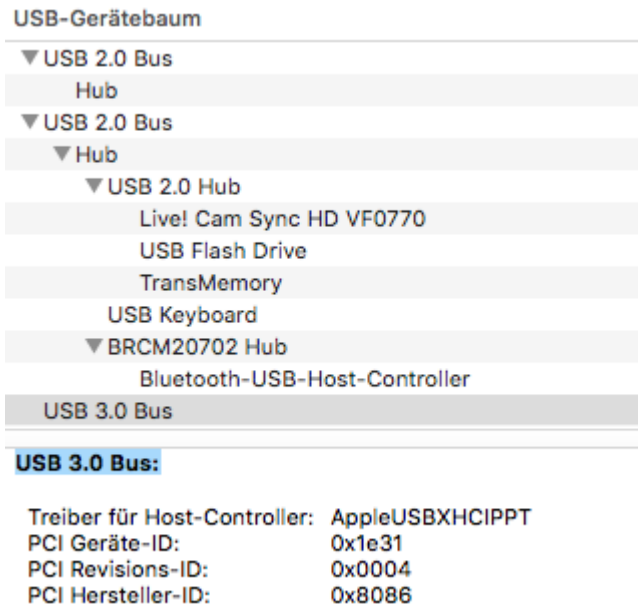 USB-Gerätebaum
USB 2.0 Bus
Hub
USB 2.0 Bus
Hub
USB 2.0 Hub
Live! Cam Sync HD VF0770
USB Flash Drive
TransMemory
USB Keyboard
BRCM20702 Hub
Bluetooth-USB-Host-Controller
USB 3.0 Bus
USB 3.0 Bus:
Treiber für Host-Controller: AppleUSBXHCIPPT
PCI Geräte-ID: 0x1e31
PCI Revisions-ID: 0x0004
PCI Hersteller-ID: 0x8086